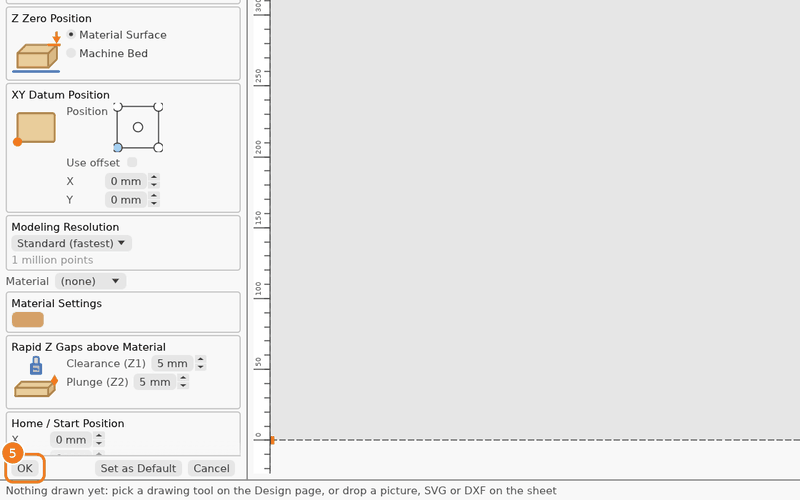 Z Zero Position
Material Surface
Machine Bed
XY Datum Position
Position
Use offset
X 0 mm
Y 0 mm
Modeling Resolution
Standard (fastest)
1 million points
Material (none)
Material Settings
Rapid Z Gaps above Material
Clearance (Z1) 5 mm
Plunge (Z2) 5 mm
Home / Start Position
X 0 mm
5
OK Set as Default Cancel
300
250
200
150
100
50
0
Nothing drawn yet: pick a drawing tool on the Design page, or drop a picture, SVG or DXF on the sheet